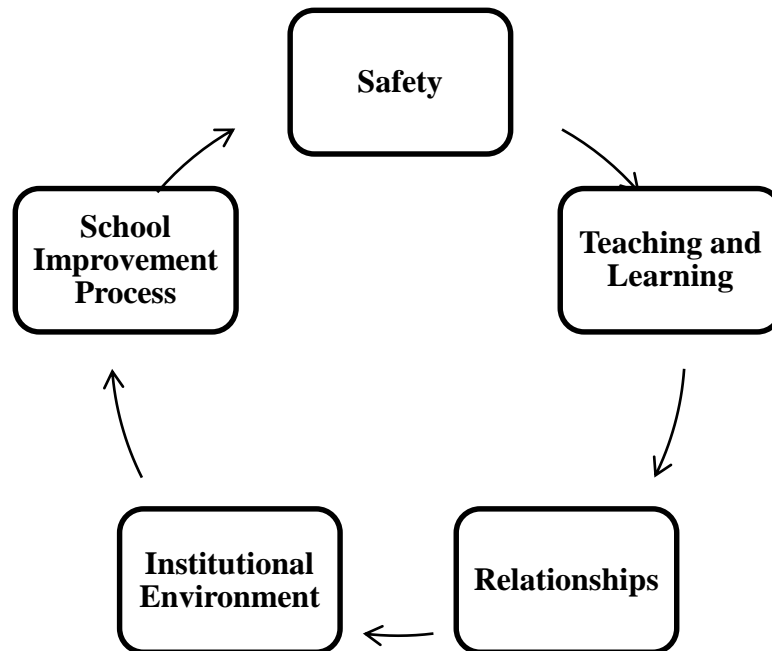 Safety
Teaching and
Learning
Relationships
Institutional
Environment
School
Improvement
Process